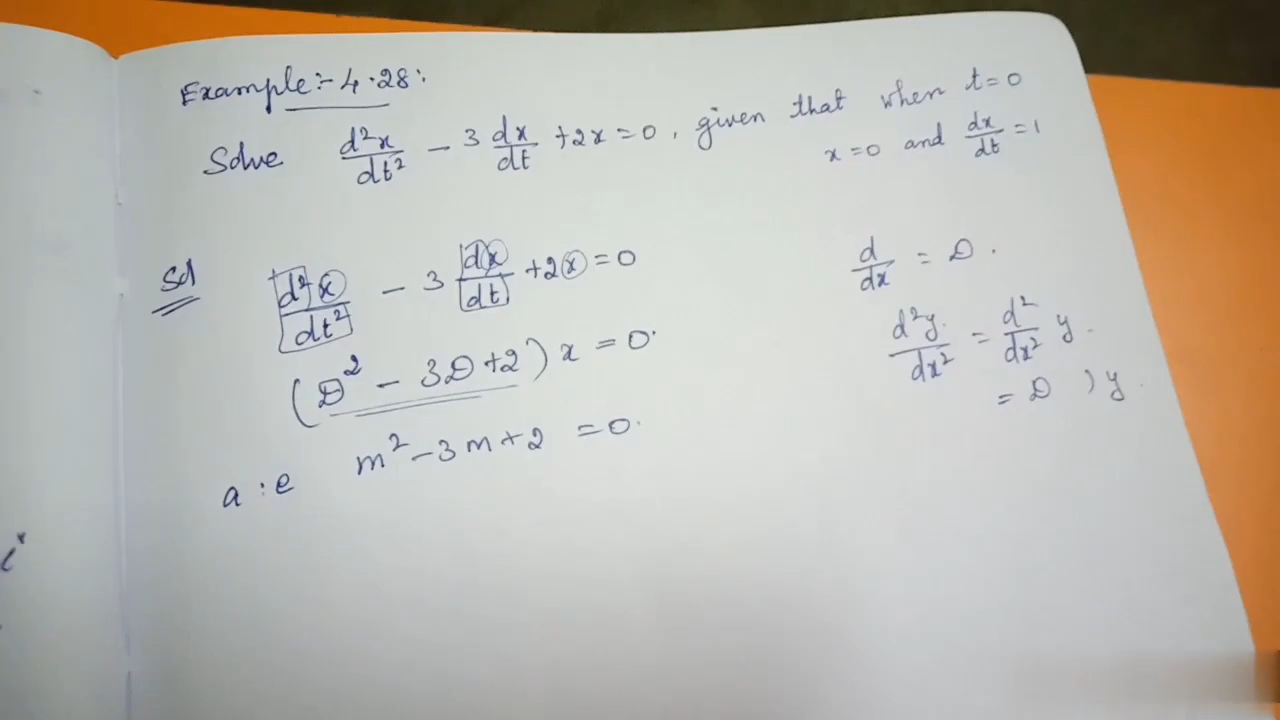 Example:- 4.28:
Solve d²x/dt² - 3 dx/dt + 2x = 0, given that when t=0
x=0 and dx/dt = 1
Sol
d²x/dt² - 3 dx/dt + 2x = 0
(D² - 3D + 2) x = 0.
a:e m² - 3m + 2 = 0.
d/dx = D.
d²y/dx² = d²/dx² y.
= D ) y.